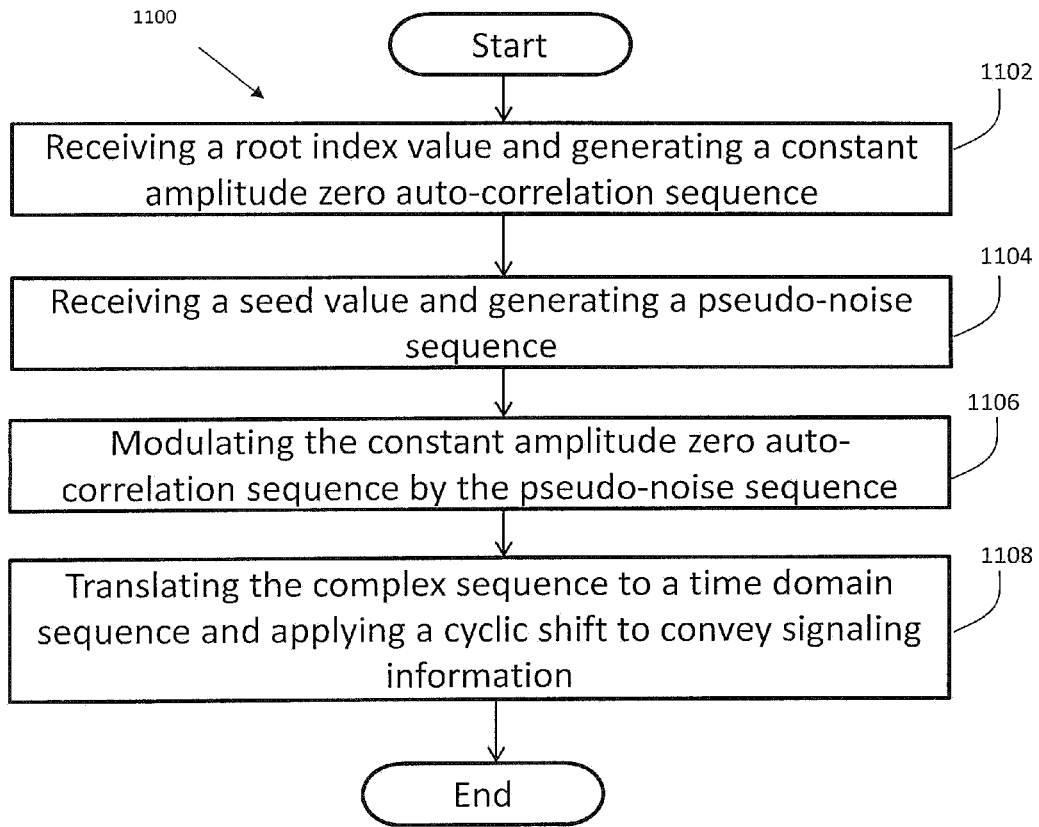 1100
Start
1102
Receiving a root index value and generating a constant
amplitude zero auto-correlation sequence
1104
Receiving a seed value and generating a pseudo-noise
sequence
1106
Modulating the constant amplitude zero auto-
correlation sequence by the pseudo-noise sequence
1108
Translating the complex sequence to a time domain
sequence and applying a cyclic shift to convey signaling
information
End